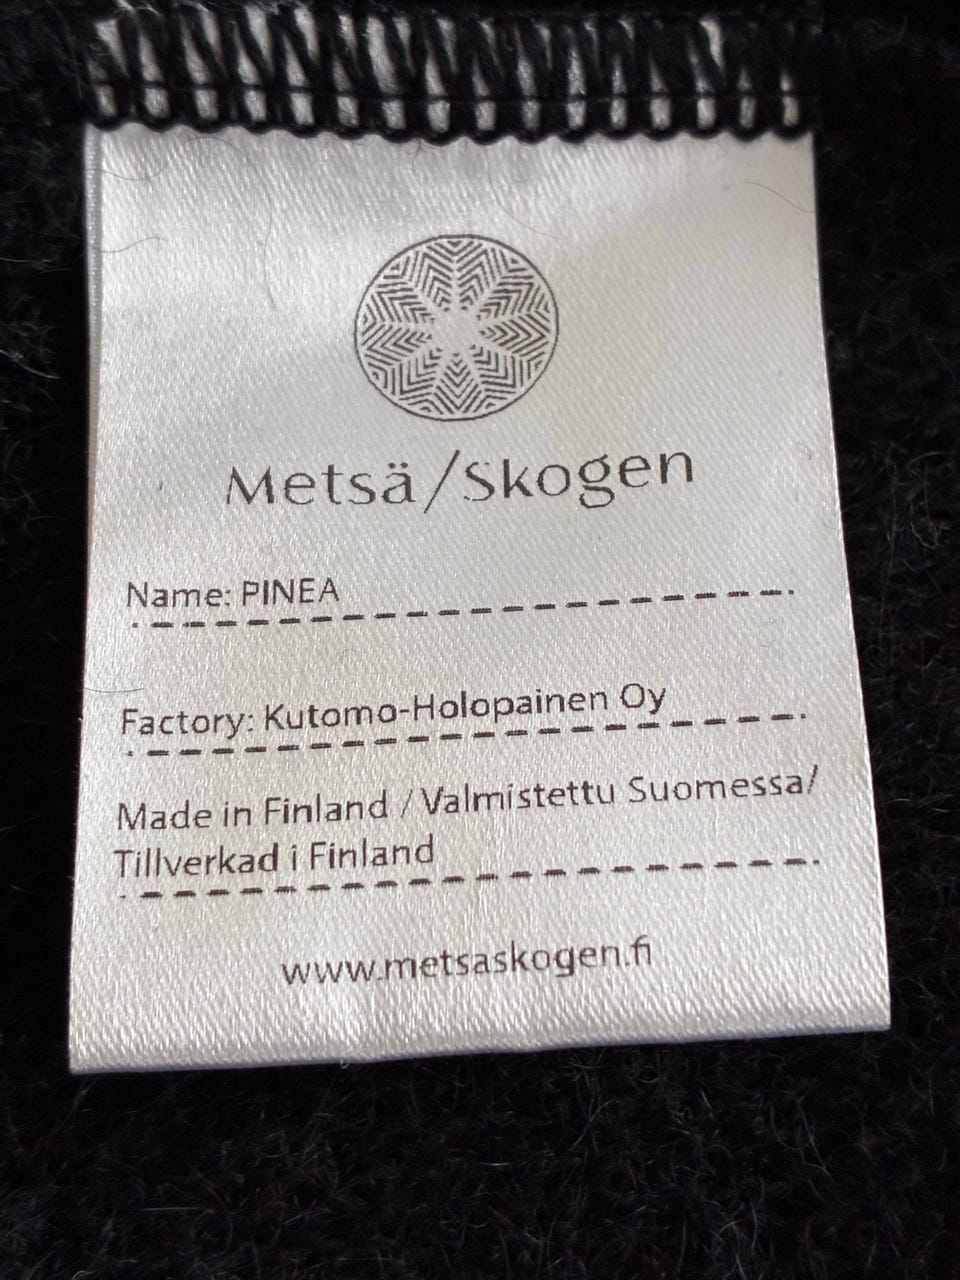 Metsä/Skogen
Name: PINEA
Factory: Kutomo-Holopainen Oy
Made in Finland / Valmistettu Suomessa/
Tillverkad i Finland
www.metsaskogen.fi